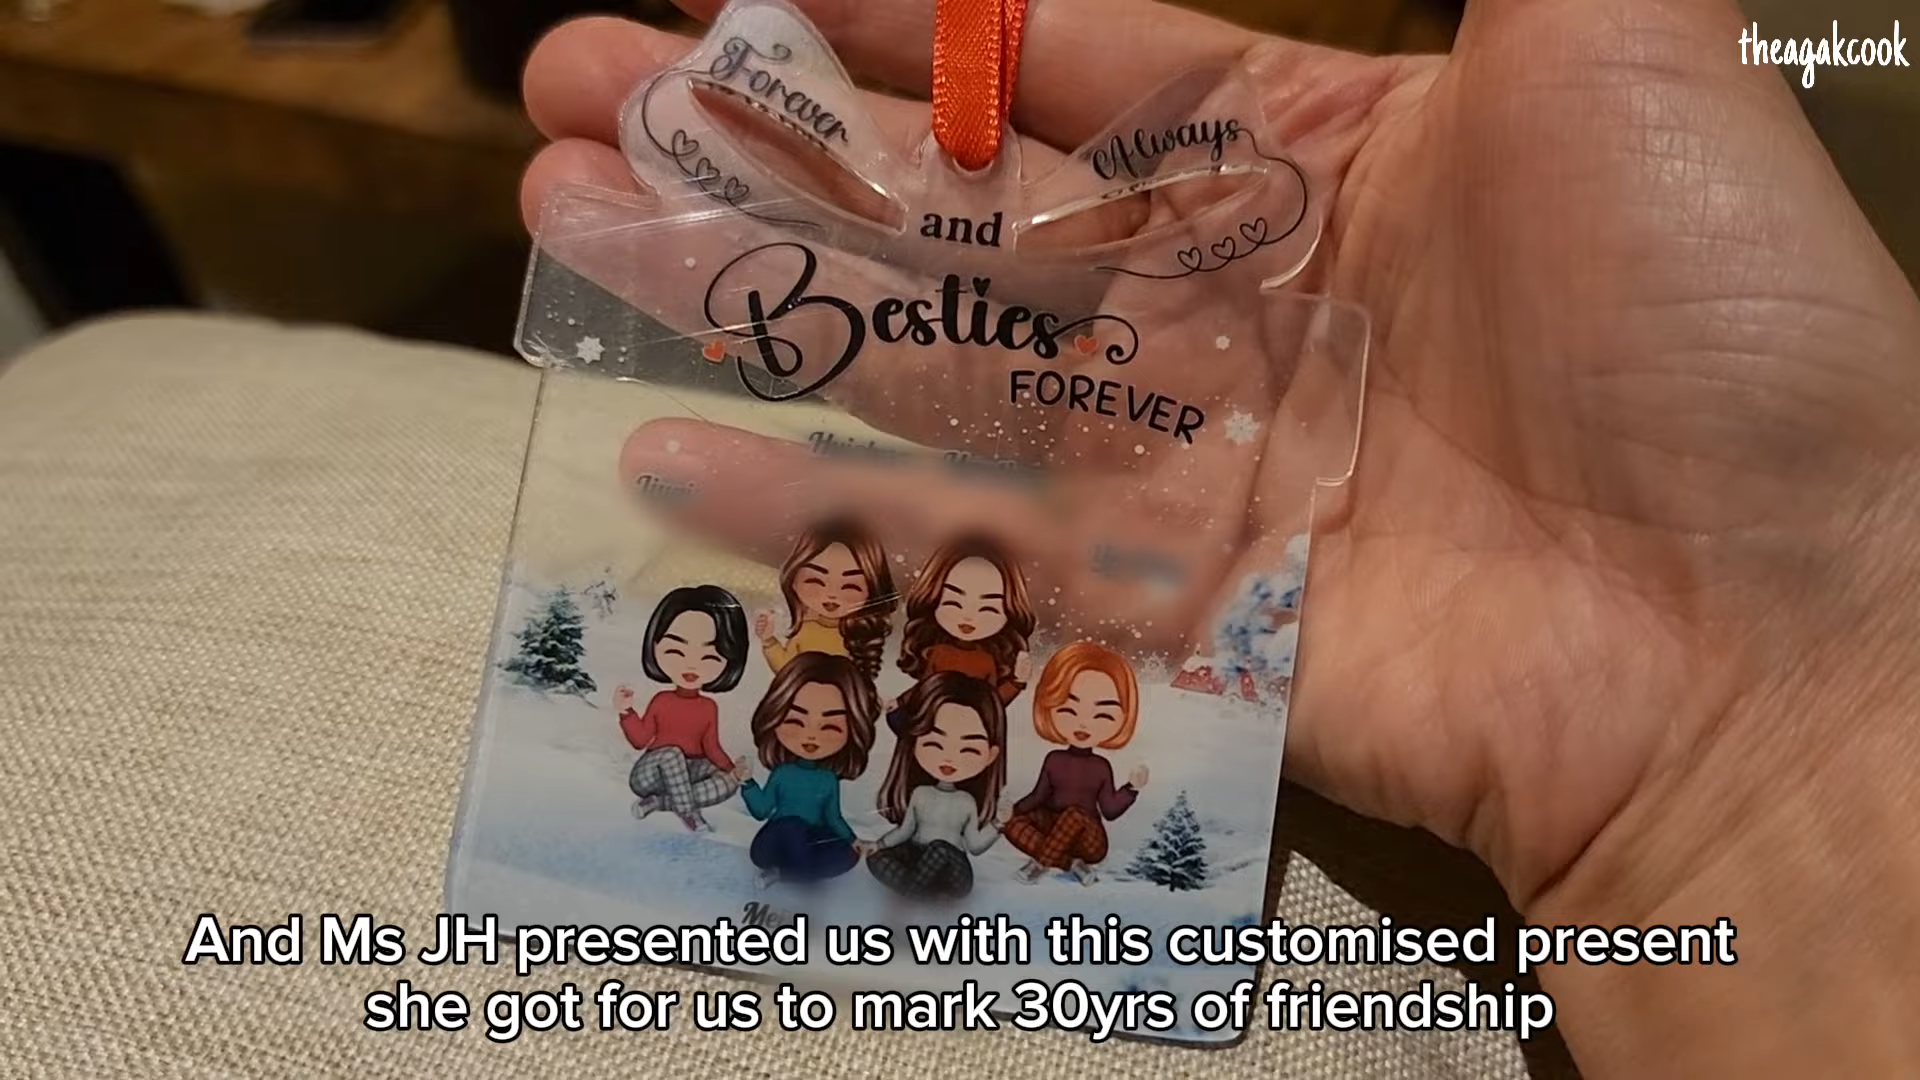 theagakcook
Forever
Always
and
Besties
FOREVER
And Ms JH presented us with this customised present
she got for us to mark 30yrs of friendship